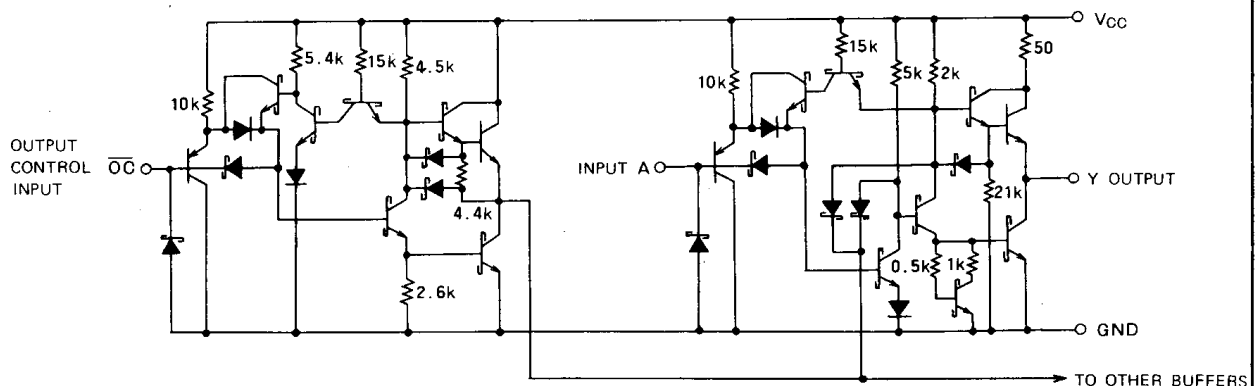 VCC
5.4k
15k
4.5k
10k
OUTPUT
CONTROL
INPUT
OC
4.4k
2.6k
15k
5k
2k
50
10k
INPUT A
21k
Y OUTPUT
0.5k
1k
GND
TO OTHER BUFFERS